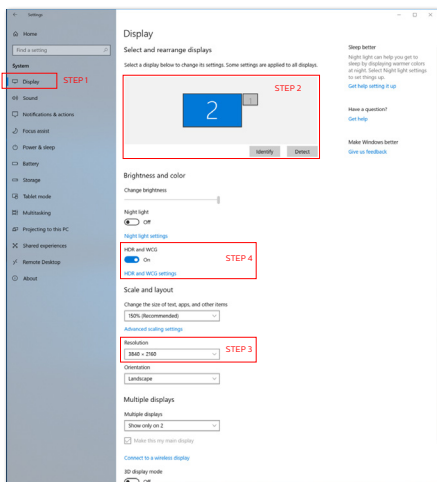 Settings
Home
Find a setting
System
Display
STEP 1
Sound
Notifications & actions
Focus assist
Power & sleep
Battery
Storage
Tablet mode
Multitasking
Projecting to this PC
Shared experiences
Remote Desktop
About
Display
Select and rearrange displays
Select a display below to change its settings. Some settings are applied to all displays.
STEP 2
2
1
Identify
Detect
Brightness and color
Change brightness
Night light
Off
Night light settings
HDR and WCG
On
STEP 4
HDR and WCG settings
Scale and layout
Change the size of text, apps, and other items
150% (Recommended)
Advanced scaling settings
Resolution
3840 × 2160
STEP 3
Orientation
Landscape
Multiple displays
Multiple displays
Show only on 2
Make this my main display
Connect to a wireless display
3D display mode
Off
Sleep better
Night light can help you get to
sleep by displaying warmer colors
at night. Select Night light settings
to set things up.
Get help setting it up
Have a question?
Get help
Make Windows better
Give us feedback